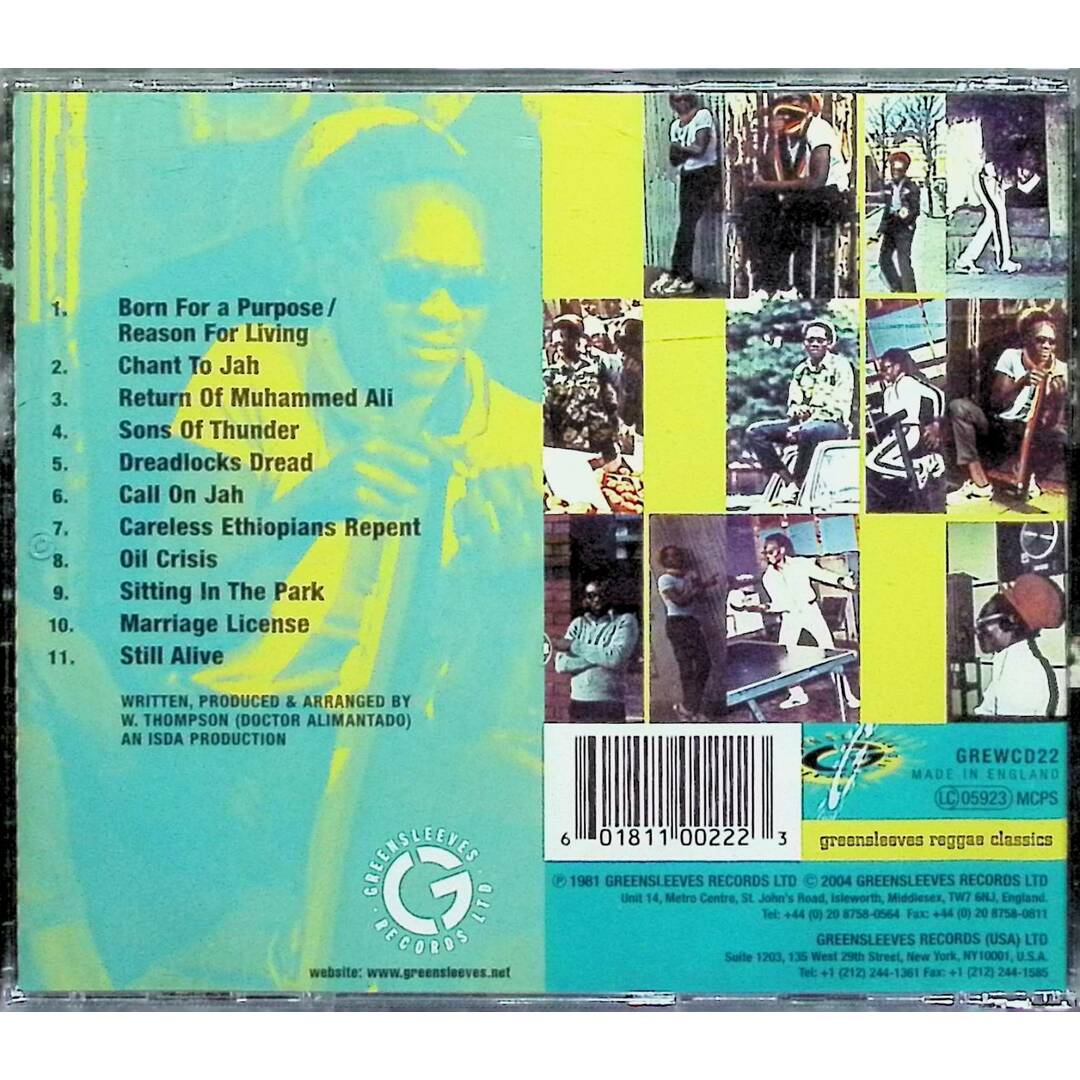 1. Born For a Purpose/
Reason For Living
2. Chant To Jah
3. Return Of Muhammed Ali
4. Sons Of Thunder
5. Dreadlocks Dread
6. Call On Jah
7. Careless Ethiopians Repent
8. Oil Crisis
9. Sitting In The Park
10. Marriage License
11. Still Alive
WRITTEN, PRODUCED & ARRANGED BY
W. THOMPSON (DOCTOR ALIMANTADO)
AN ISDA PRODUCTION
GREENSLEEVES
G
RECORDS LTD
website: www.greensleeves.net
6 01811 00222 3
G
GREWCD22
MADE IN ENGLAND
LC 05923 MCPS
greensleeves reggae classics
℗ 1981 GREENSLEEVES RECORDS LTD © 2004 GREENSLEEVES RECORDS LTD
Unit 14, Metro Centre, St. John's Road, Isleworth, Middlesex, TW7 6NJ, England.
Tel: +44 (0) 20 8758-0564 Fax: +44 (0) 20 8758-0811
GREENSLEEVES RECORDS (USA) LTD
Suite 1203, 135 West 29th Street, New York, NY10001, U.S.A.
Tel: +1 (212) 244-1361 Fax: +1 (212) 244-1585